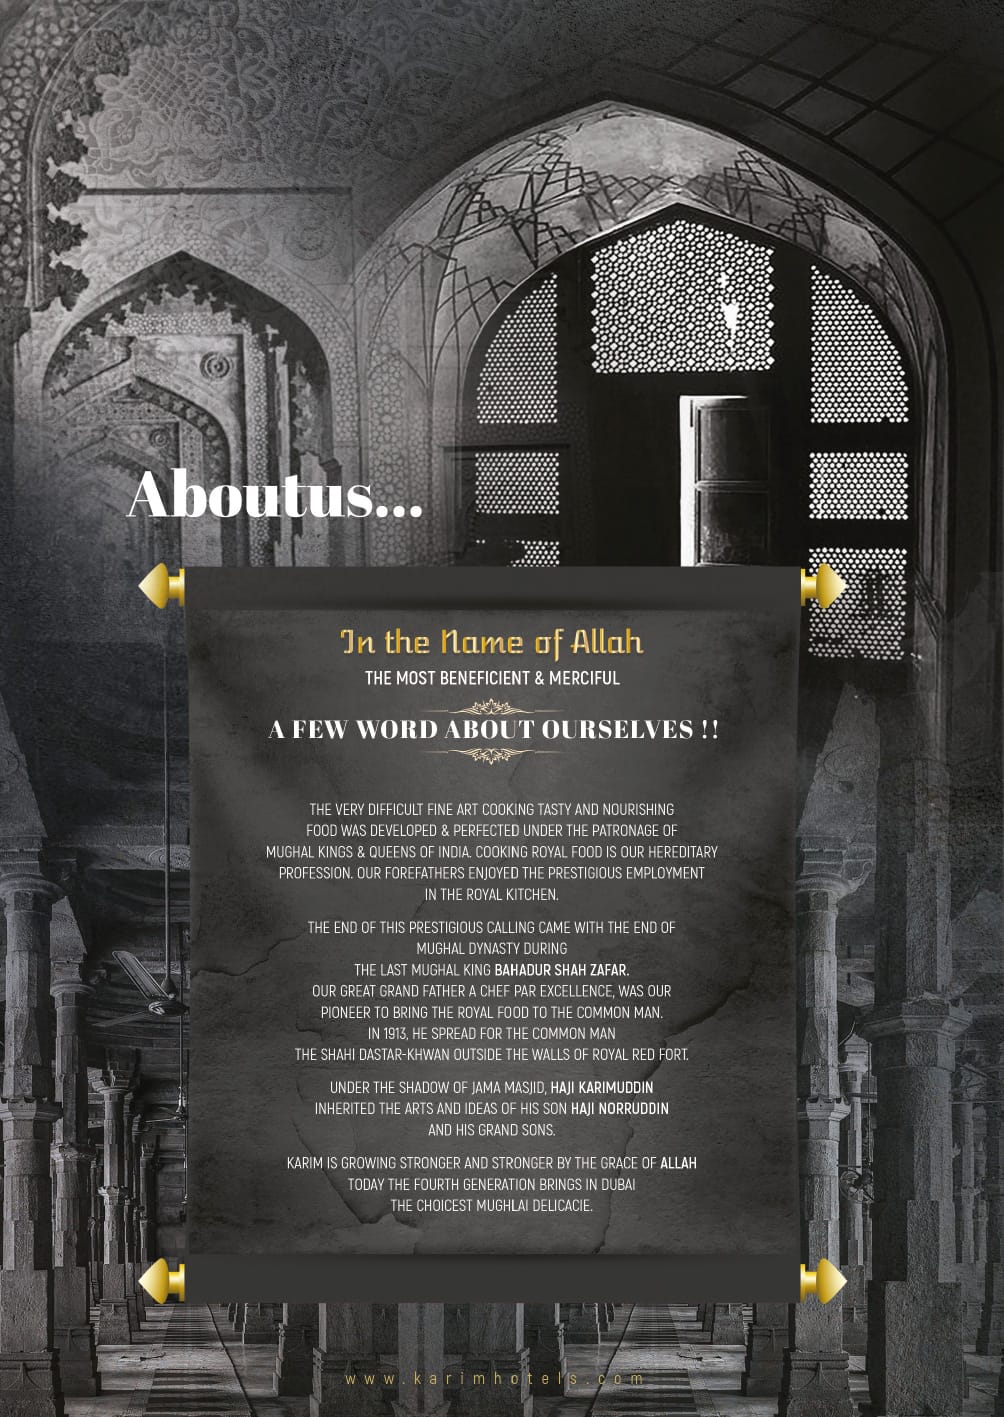 Aboutus...
In the Name of Allah
THE MOST BENEFICIENT & MERCIFUL
A FEW WORD ABOUT OURSELVES !!
THE VERY DIFFICULT FINE ART COOKING TASTY AND NOURISHING
FOOD WAS DEVELOPED & PERFECTED UNDER THE PATRONAGE OF
MUGHAL KINGS & QUEENS OF INDIA. COOKING ROYAL FOOD IS OUR HEREDITARY
PROFESSION. OUR FOREFATHERS ENJOYED THE PRESTIGIOUS EMPLOYMENT
IN THE ROYAL KITCHEN.
THE END OF THIS PRESTIGIOUS CALLING CAME WITH THE END OF
MUGHAL DYNASTY DURING
THE LAST MUGHAL KING BAHADUR SHAH ZAFAR.
OUR GREAT GRAND FATHER A CHEF PAR EXCELLENCE, WAS OUR
PIONEER TO BRING THE ROYAL FOOD TO THE COMMON MAN.
IN 1913, HE SPREAD FOR THE COMMON MAN
THE SHAHI DASTAR-KHWAN OUTSIDE THE WALLS OF ROYAL RED FORT.
UNDER THE SHADOW OF JAMA MASJID, HAJI KARIMUDDIN
INHERITED THE ARTS AND IDEAS OF HIS SON HAJI NORRUDDIN
AND HIS GRAND SONS.
KARIM IS GROWING STRONGER AND STRONGER BY THE GRACE OF ALLAH
TODAY THE FOURTH GENERATION BRINGS IN DUBAI
THE CHOICEST MUGHLAI DELICACIE.
www.karimhotels.com